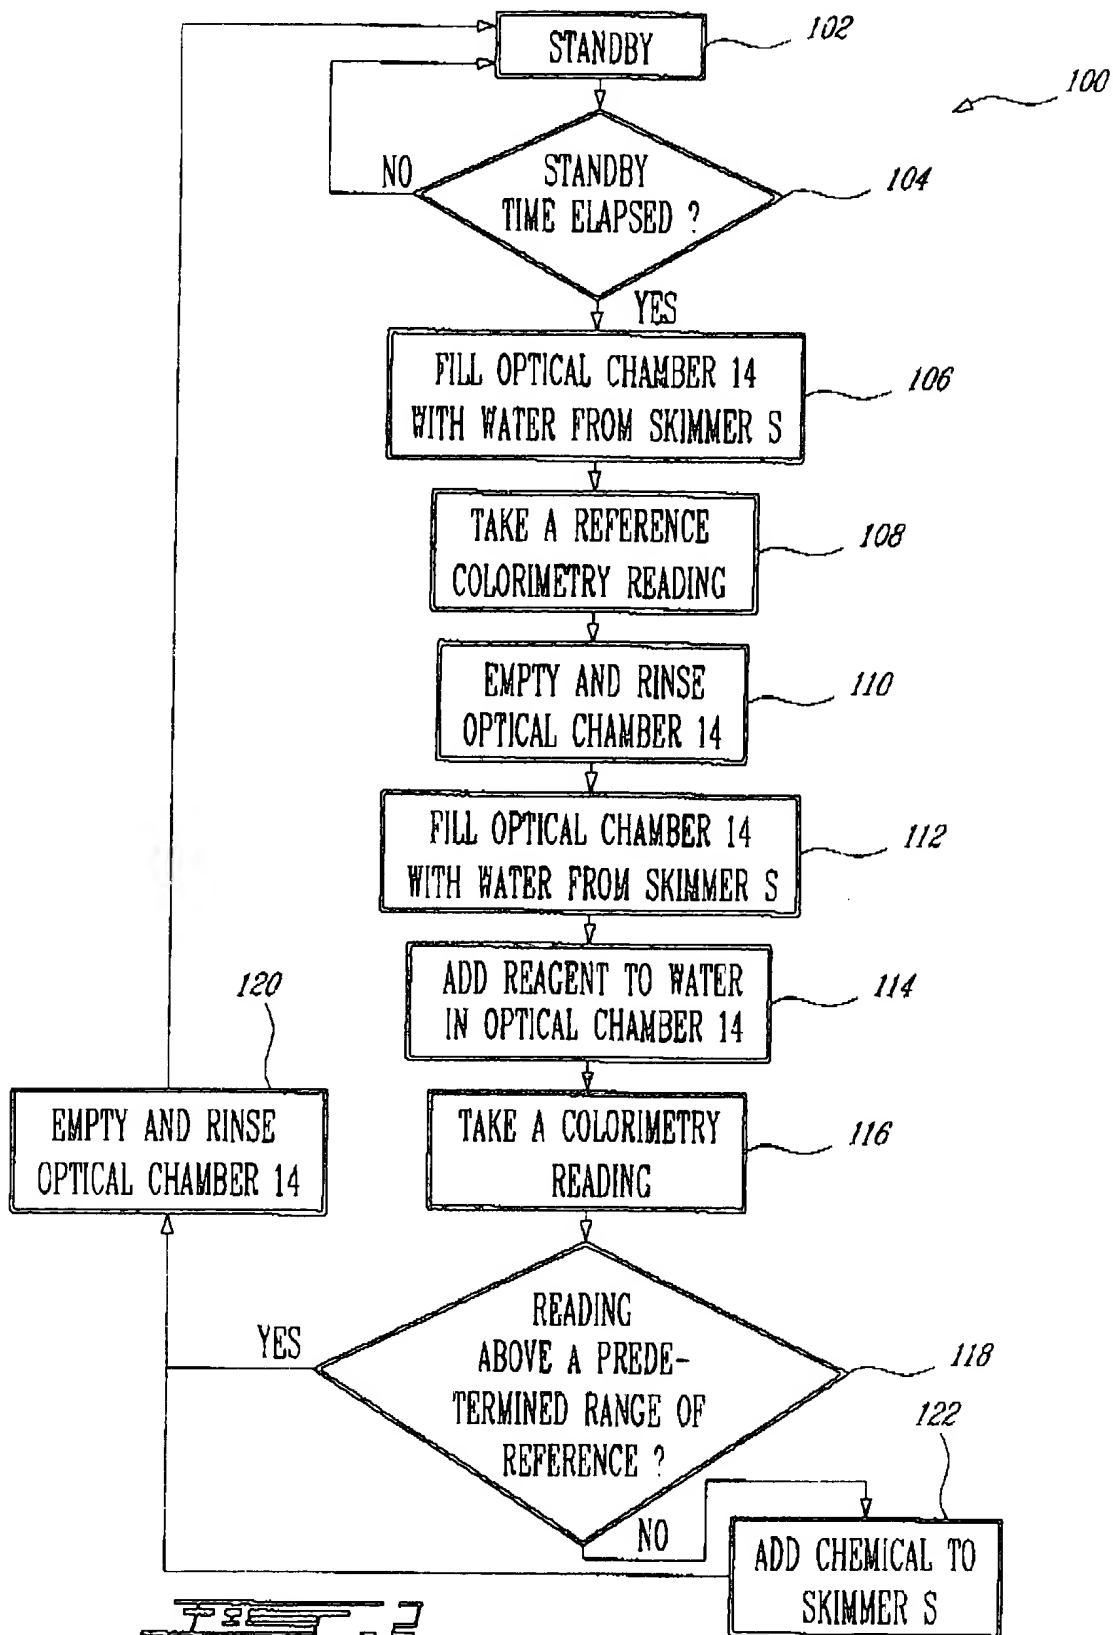 STANDBY
102
100
STANDBY
TIME ELAPSED ?
104
NO
YES
FILL OPTICAL CHAMBER 14
WITH WATER FROM SKIMMER S
106
TAKE A REFERENCE
COLORIMETRY READING
108
EMPTY AND RINSE
OPTICAL CHAMBER 14
110
FILL OPTICAL CHAMBER 14
WITH WATER FROM SKIMMER S
112
ADD REAGENT TO WATER
IN OPTICAL CHAMBER 14
114
120
EMPTY AND RINSE
OPTICAL CHAMBER 14
TAKE A COLORIMETRY
READING
116
YES
READING
ABOVE A PREDE-
TERMINED RANGE OF
REFERENCE ?
118
NO
122
ADD CHEMICAL TO
SKIMMER S